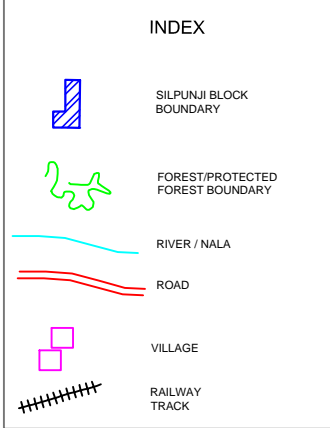 INDEX
SILPUNJI BLOCK
BOUNDARY
FOREST/PROTECTED
FOREST BOUNDARY
RIVER / NALA
ROAD
VILLAGE
RAILWAY
TRACK